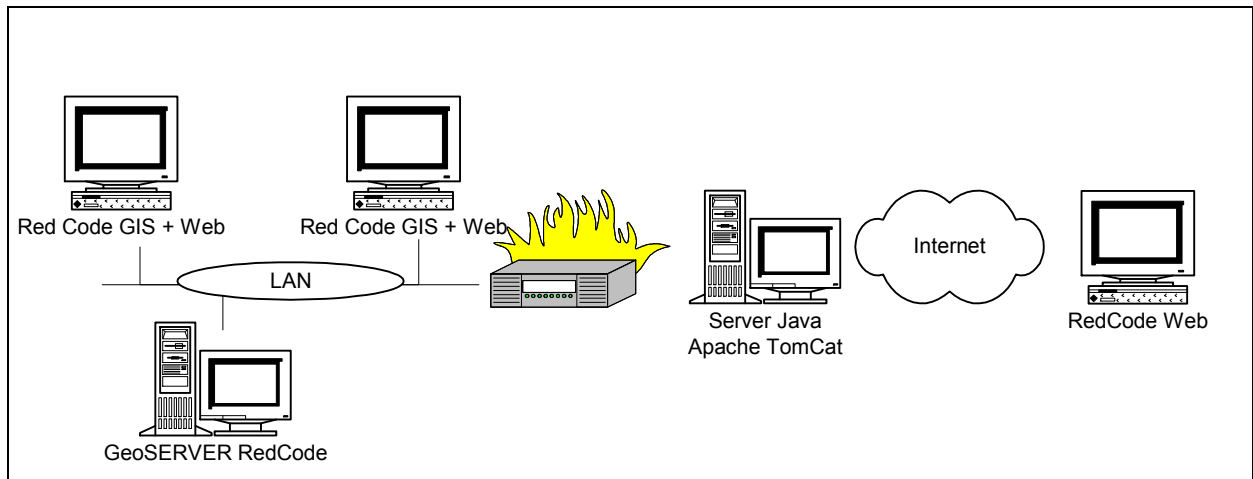 Red Code GIS + Web
Red Code GIS + Web
LAN
GeoSERVER RedCode
Server Java
Apache TomCat
Internet
RedCode Web